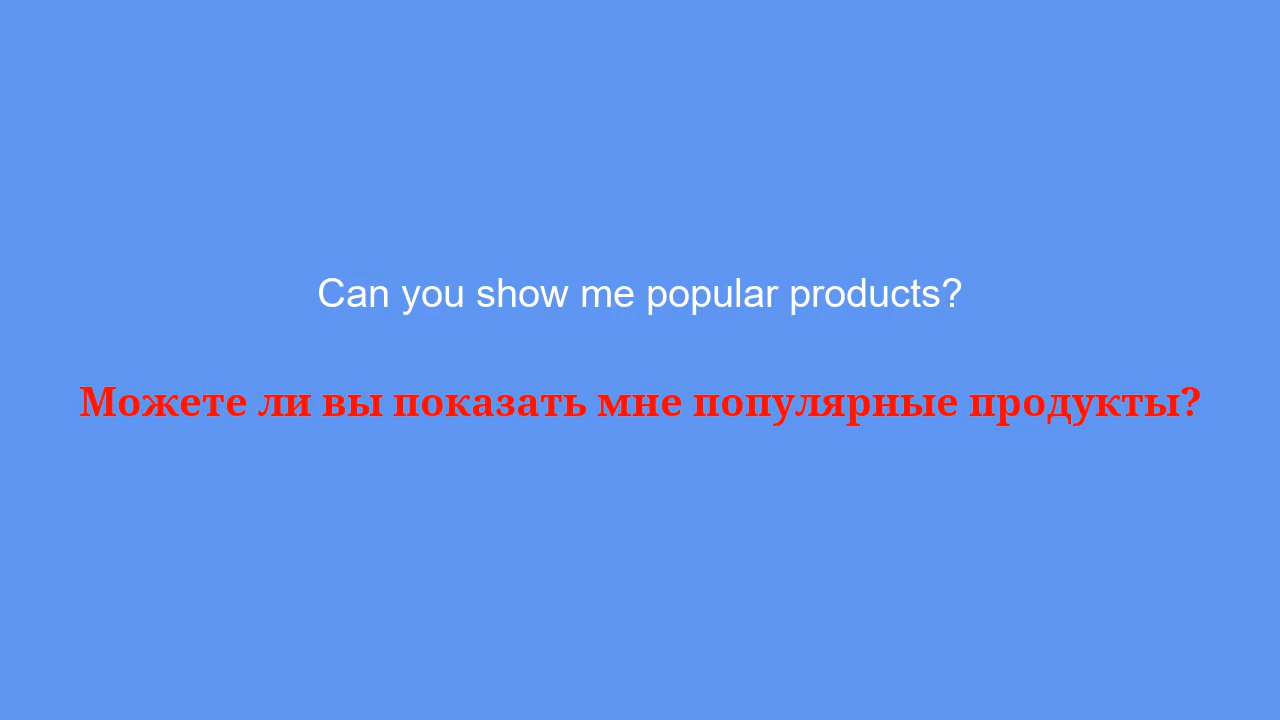 Can you show me popular products?
Можете ли вы показать мне популярные продукты?